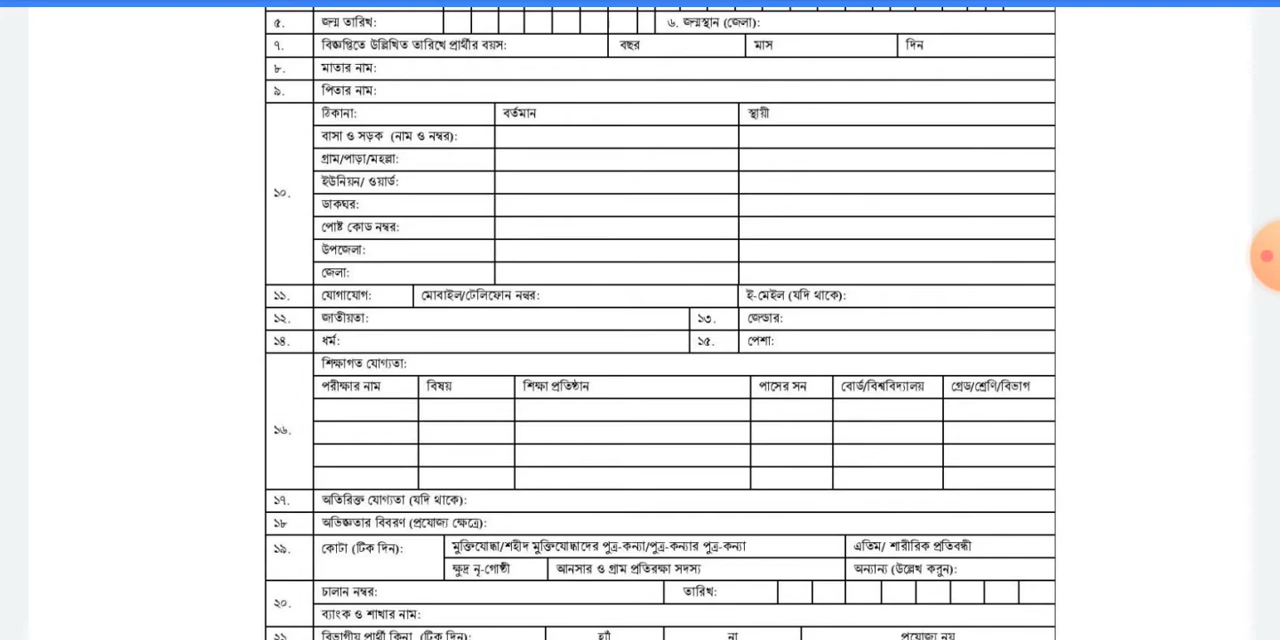 ৫. জন্ম তারিখ: ৬. জন্মস্থান (জেলা):
৭. বিজ্ঞপ্তিতে উল্লিখিত তারিখে প্রার্থীর বয়স: বছর মাস দিন
৮. মাতার নাম:
৯. পিতার নাম:
ঠিকানা: বর্তমান স্থায়ী
বাসা ও সড়ক (নাম ও নম্বর):
গ্রাম/পাড়া/মহল্লা:
ইউনিয়ন/ ওয়ার্ড:
১০.
ডাকঘর:
পোষ্ট কোড নম্বর:
উপজেলা:
জেলা:
১১. যোগাযোগ: মোবাইল/টেলিফোন নম্বর: ই-মেইল (যদি থাকে):
১২. জাতীয়তা: ১৩. জেন্ডার:
১৪. ধর্ম: ১৫. পেশা:
শিক্ষাগত যোগ্যতা:
পরীক্ষার নাম বিষয় শিক্ষা প্রতিষ্ঠান পাসের সন বোর্ড/বিশ্ববিদ্যালয় গ্রেড/শ্রেণি/বিভাগ
১৬.
১৭. অতিরিক্ত যোগ্যতা (যদি থাকে):
১৮ অভিজ্ঞতার বিবরণ (প্রযোজ্য ক্ষেত্রে):
১৯. কোটা (টিক দিন): মুক্তিযোদ্ধা/শহীদ মুক্তিযোদ্ধাদের পুত্র-কন্যা/পুত্র-কন্যার পুত্র-কন্যা এতিম/ শারীরিক প্রতিবন্ধী
ক্ষুদ্র নৃ-গোষ্ঠী আনসার ও গ্রাম প্রতিরক্ষা সদস্য অন্যান্য (উল্লেখ করুন):
চালান নম্বর: তারিখ:
২০.
ব্যাংক ও শাখার নাম:
২১. বিভাগীয় প্রার্থী কিনা (টিক দিন): হ্যাঁ না প্রযোজ্য নয়